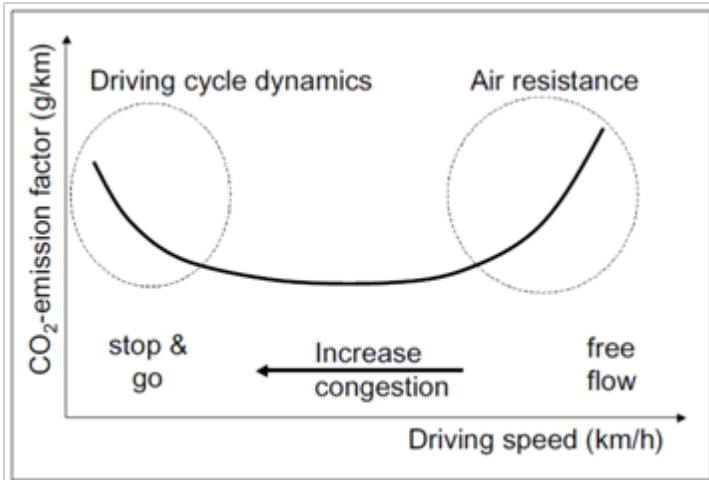 CO₂-emission factor (g/km)
Driving cycle dynamics
Air resistance
stop &
go
Increase
congestion
free
flow
Driving speed (km/h)